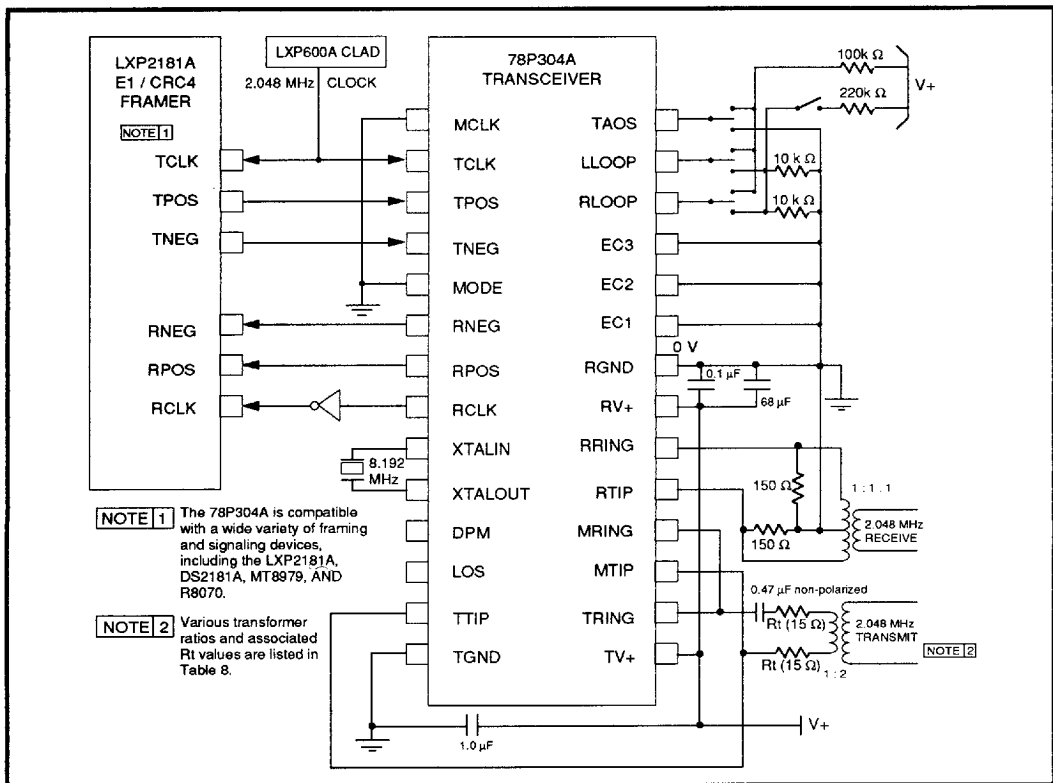 LXP2181A
E1 / CRC4
FRAMER
NOTE 1
TCLK
TPOS
TNEG
RNEG
RPOS
RCLK
LXP600A CLAD
2.048 MHz CLOCK
78P304A
TRANSCEIVER
MCLK
TCLK
TPOS
TNEG
MODE
RNEG
RPOS
RCLK
XTALIN
XTALOUT
DPM
LOS
TTIP
TGND
TAOS
LLOOP
RLOOP
EC3
EC2
EC1
RGND
RV+
RRING
RTIP
MRING
MTIP
TRING
TV+
8.192
MHz
100k Ω
220k Ω
V+
10 k Ω
10 k Ω
0 V
0.1 µF
68 µF
150 Ω
150 Ω
1 : 1 . 1
2.048 MHz
RECEIVE
0.47 µF non-polarized
Rt (15 Ω)
Rt (15 Ω)
1 : 2
2.048 MHz
TRANSMIT
NOTE 2
V+
1.0 µF
NOTE 1 The 78P304A is compatible
with a wide variety of framing
and signaling devices,
including the LXP2181A,
DS2181A, MT8979, AND
R8070.
NOTE 2 Various transformer
ratios and associated
Rt values are listed in
Table 8.